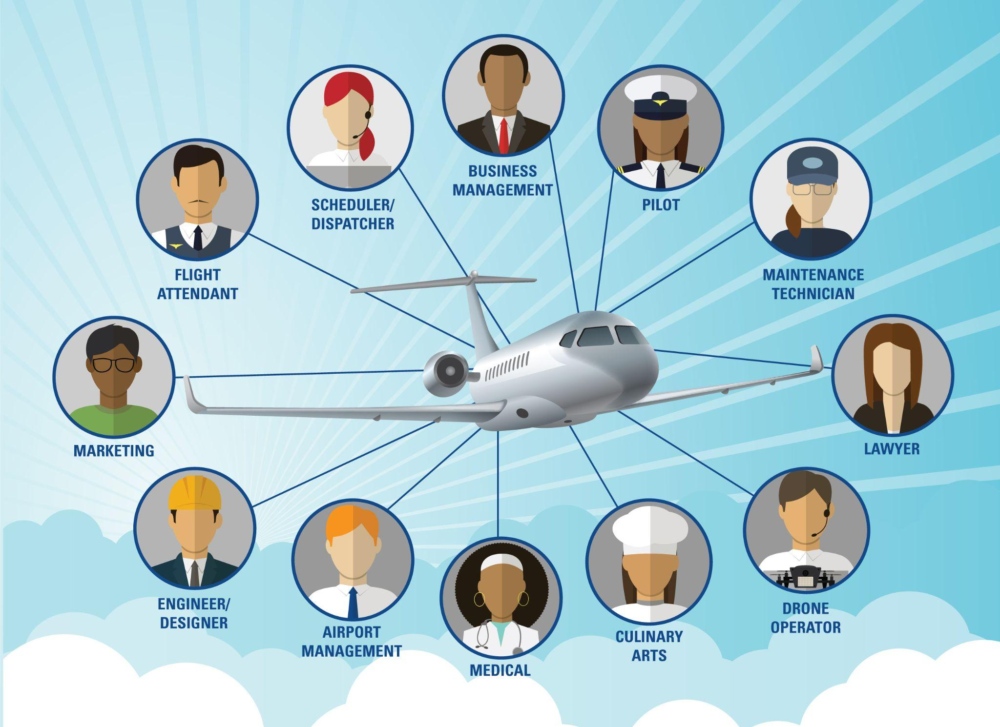 BUSINESS
MANAGEMENT
SCHEDULER/
DISPATCHER
PILOT
FLIGHT
ATTENDANT
MAINTENANCE
TECHNICIAN
MARKETING
LAWYER
ENGINEER/
DESIGNER
AIRPORT
MANAGEMENT
MEDICAL
CULINARY
ARTS
DRONE
OPERATOR